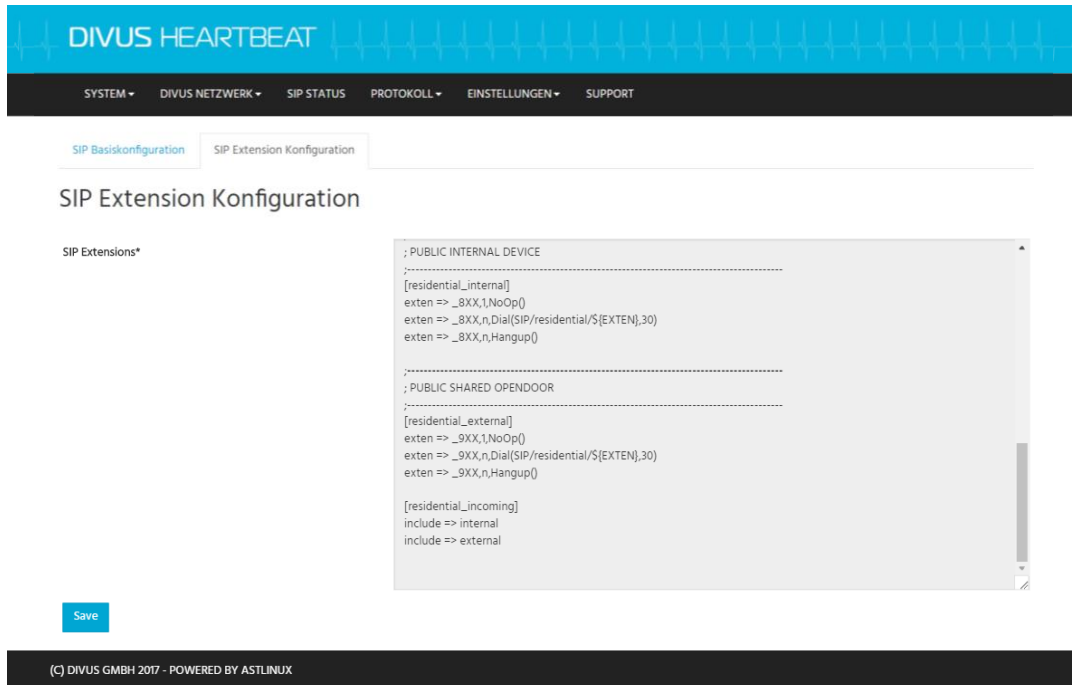 DIVUS HEARTBEAT
SYSTEM DIVUS NETZWERK SIP STATUS PROTOKOLL EINSTELLUNGEN SUPPORT
SIP Basiskonfiguration SIP Extension Konfiguration
SIP Extension Konfiguration
SIP Extensions*
; PUBLIC INTERNAL DEVICE
;------------------------------------------------------------------------------------------
[residential_internal]
exten => _8XX,1,NoOp()
exten => _8XX,n,Dial(SIP/residential/${EXTEN},30)
exten => _8XX,n,Hangup()
;------------------------------------------------------------------------------------------
; PUBLIC SHARED OPENDOOR
;------------------------------------------------------------------------------------------
[residential_external]
exten => _9XX,1,NoOp()
exten => _9XX,n,Dial(SIP/residential/${EXTEN},30)
exten => _9XX,n,Hangup()
[residential_incoming]
include => internal
include => external
Save
(C) DIVUS GMBH 2017 - POWERED BY ASTLINUX